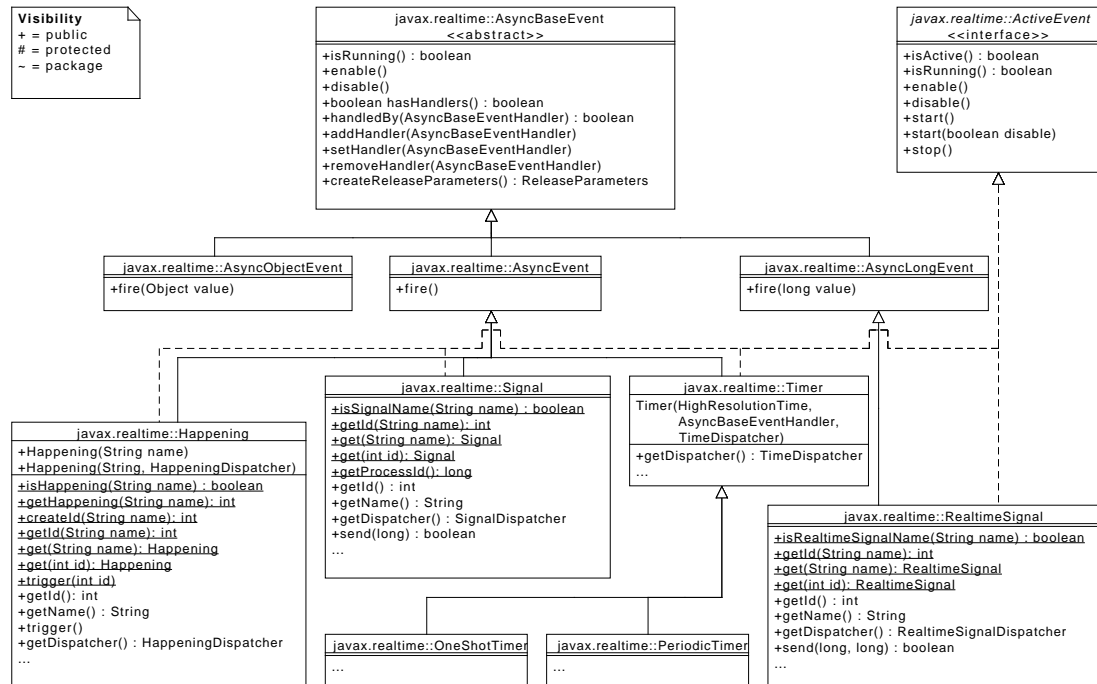 Visibility
+ = public
# = protected
~ = package
javax.realtime::AsyncBaseEvent
<<abstract>>
+isRunning() : boolean
+enable()
+disable()
+boolean hasHandlers() : boolean
+handledBy(AsyncBaseEventHandler) : boolean
+addHandler(AsyncBaseEventHandler)
+setHandler(AsyncBaseEventHandler)
+removeHandler(AsyncBaseEventHandler)
+createReleaseParameters() : ReleaseParameters
javax.realtime::ActiveEvent
<<interface>>
+isActive() : boolean
+isRunning() : boolean
+enable()
+disable()
+start()
+start(boolean disable)
+stop()
javax.realtime::AsyncObjectEvent
+fire(Object value)
javax.realtime::AsyncEvent
+fire()
javax.realtime::AsyncLongEvent
+fire(long value)
javax.realtime::Happening
+Happening(String name)
+Happening(String, HappeningDispatcher)
+isHappening(String name) : boolean
+getHappening(String name): int
+createId(String name): int
+getId(String name): int
+get(String name): Happening
+get(int id): Happening
+trigger(int id)
+getId(): int
+getName() : String
+trigger()
+getDispatcher() : HappeningDispatcher
...
javax.realtime::Signal
+isSignalName(String name) : boolean
+getId(String name): int
+get(String name): Signal
+get(int id): Signal
+getProcessId(): long
+getId() : int
+getName() : String
+getDispatcher() : SignalDispatcher
+send(long) : boolean
...
javax.realtime::Timer
Timer(HighResolutionTime,
AsyncBaseEventHandler,
TimeDispatcher)
+getDispatcher() : TimeDispatcher
...
javax.realtime::RealtimeSignal
+isRealtimeSignalName(String name) : boolean
+getId(String name): int
+get(String name): RealtimeSignal
+get(int id): RealtimeSignal
+getId() : int
+getName() : String
+getDispatcher() : RealtimeSignalDispatcher
+send(long, long) : boolean
...
javax.realtime::OneShotTimer
...
javax.realtime::PeriodicTimer
...